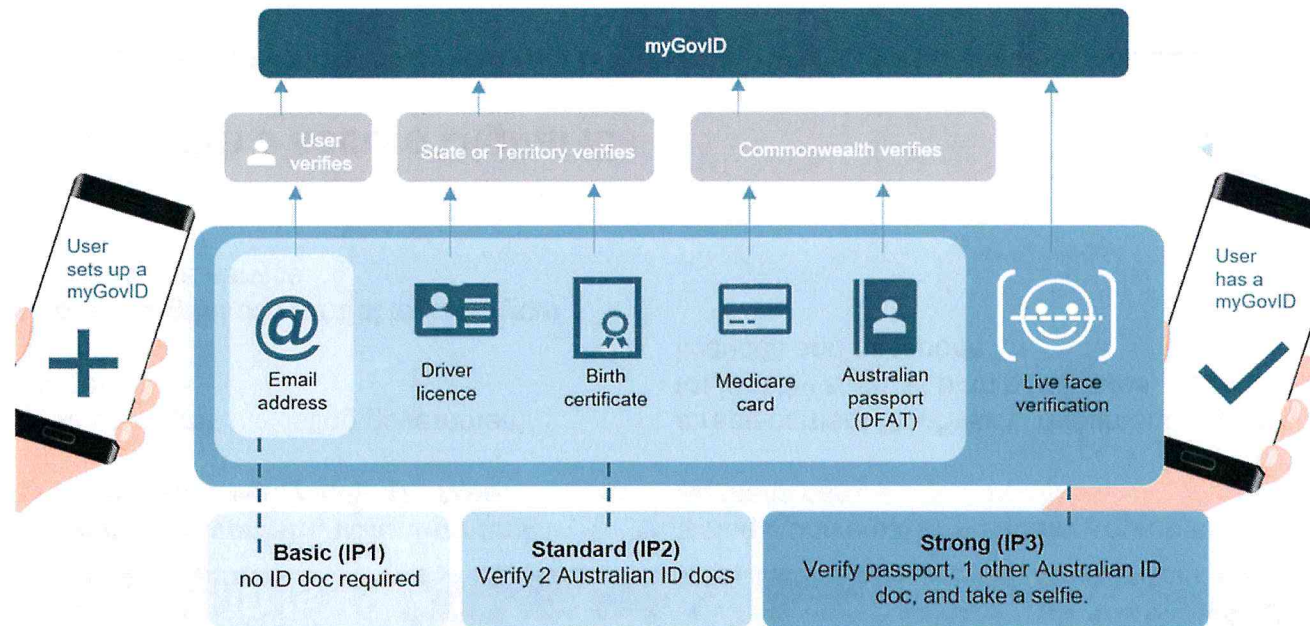 myGovID
User
verifies
State or Territory verifies
Commonwealth verifies
User
sets up a
myGovID
@
Email
address
Driver
licence
Birth
certificate
Medicare
card
Australian
passport
(DFAT)
Live face
verification
User
has a
myGovID
Basic (IP1)
no ID doc required
Standard (IP2)
Verify 2 Australian ID docs
Strong (IP3)
Verify passport, 1 other Australian ID
doc, and take a selfie.